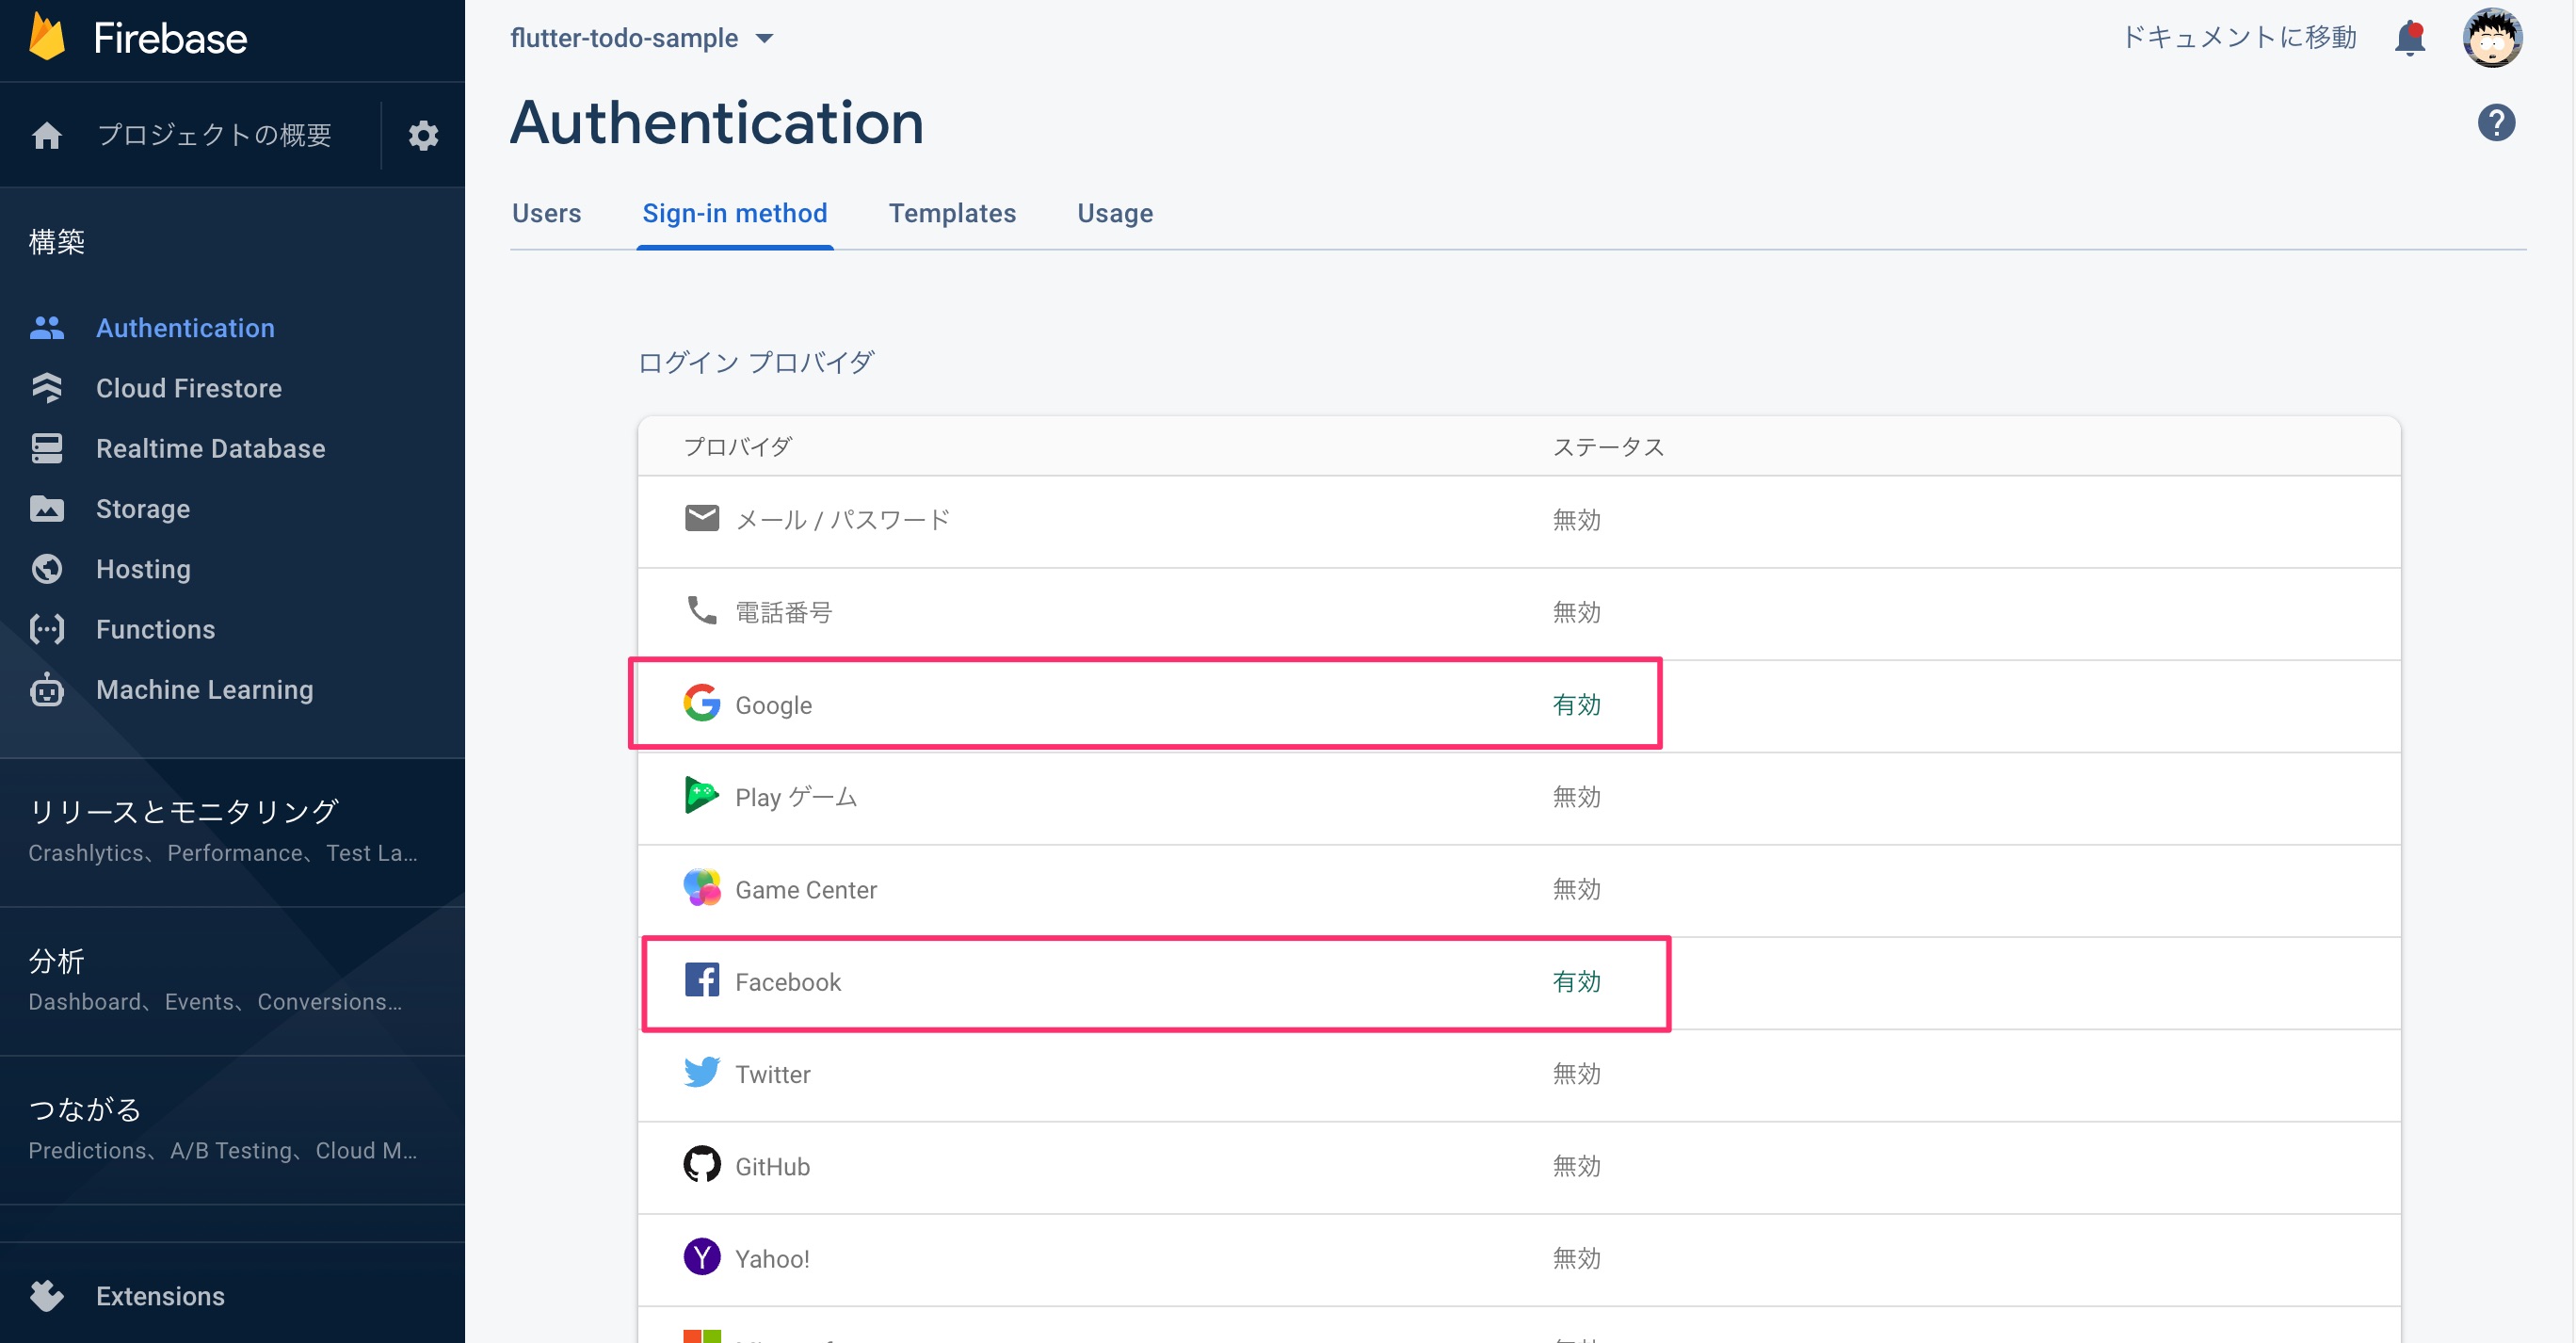 Firebase
プロジェクトの概要
構築
Authentication
Cloud Firestore
Realtime Database
Storage
Hosting
Functions
Machine Learning
リリースとモニタリング
Crashlytics、Performance、Test La...
分析
Dashboard、Events、Conversions...
つながる
Predictions、A/B Testing、Cloud M...
Extensions
flutter-todo-sample
ドキュメントに移動
Authentication
?
Users Sign-in method Templates Usage
ログイン プロバイダ
プロバイダ ステータス
メール / パスワード 無効
電話番号 無効
Google 有効
Play ゲーム 無効
Game Center 無効
Facebook 有効
Twitter 無効
GitHub 無効
Yahoo! 無効